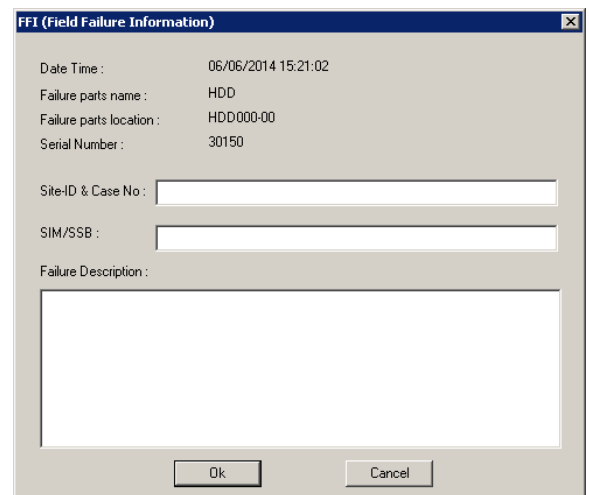 FFI (Field Failure Information)
Date Time : 06/06/2014 15:21:02
Failure parts name : HDD
Failure parts location : HDD000-00
Serial Number : 30150
Site-ID & Case No :
SIM/SSB :
Failure Description :
Ok Cancel